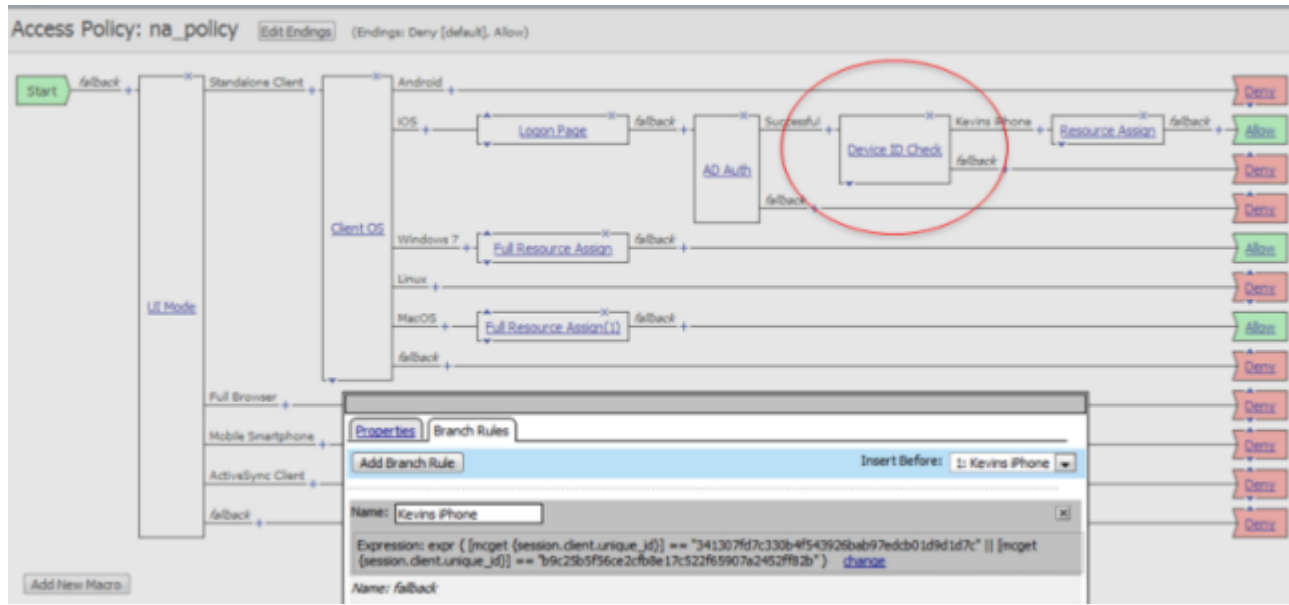 Access Policy: na_policy Edit Endings (Endings: Deny [default], Allow)
Start fallback + Standalone Client + Android + Deny
iOS + Logon Page fallback + AD Auth Successful + Device ID Check Kevins iPhone + Resource Assign fallback + Allow
fallback + Deny
fallback + Deny
Client OS
Windows 7 + Full Resource Assign fallback + Allow
Linux + Deny
UI Mode
MacOS + Full Resource Assign(1) fallback + Allow
fallback + Deny
Full Browser + Deny
Properties Branch Rules
Mobile Smartphone + Deny
Add Branch Rule Insert Before: 1: Kevins iPhone
ActiveSync Client + Deny
Name: Kevins iPhone
fallback + Deny
Expression: expr { [mcget {session.client.unique_id}] == "341307fd7c330b4f543926bab97edcb01d9d1d7c" || [mcget
{session.client.unique_id}] == "b9c25b5f56ce2cfb8e17c522f65907a2452ff82b" } change
Add New Macro
Name: fallback